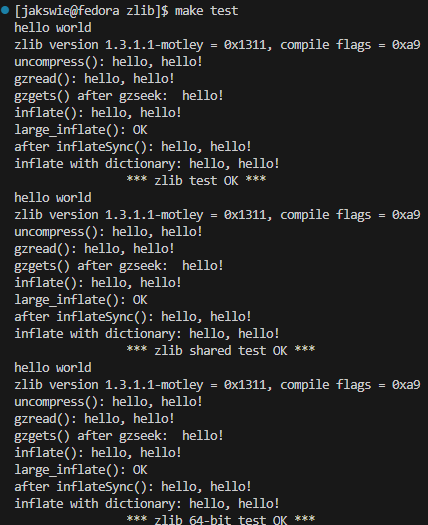 [jakswie@fedora zlib]$ make test
hello world
zlib version 1.3.1.1-motley = 0x1311, compile flags = 0xa9
uncompress(): hello, hello!
gzread(): hello, hello!
gzgets() after gzseek:  hello!
inflate(): hello, hello!
large_inflate(): OK
after inflateSync(): hello, hello!
inflate with dictionary: hello, hello!
*** zlib test OK ***
hello world
zlib version 1.3.1.1-motley = 0x1311, compile flags = 0xa9
uncompress(): hello, hello!
gzread(): hello, hello!
gzgets() after gzseek:  hello!
inflate(): hello, hello!
large_inflate(): OK
after inflateSync(): hello, hello!
inflate with dictionary: hello, hello!
*** zlib shared test OK ***
hello world
zlib version 1.3.1.1-motley = 0x1311, compile flags = 0xa9
uncompress(): hello, hello!
gzread(): hello, hello!
gzgets() after gzseek:  hello!
inflate(): hello, hello!
large_inflate(): OK
after inflateSync(): hello, hello!
inflate with dictionary: hello, hello!
*** zlib 64-bit test OK ***